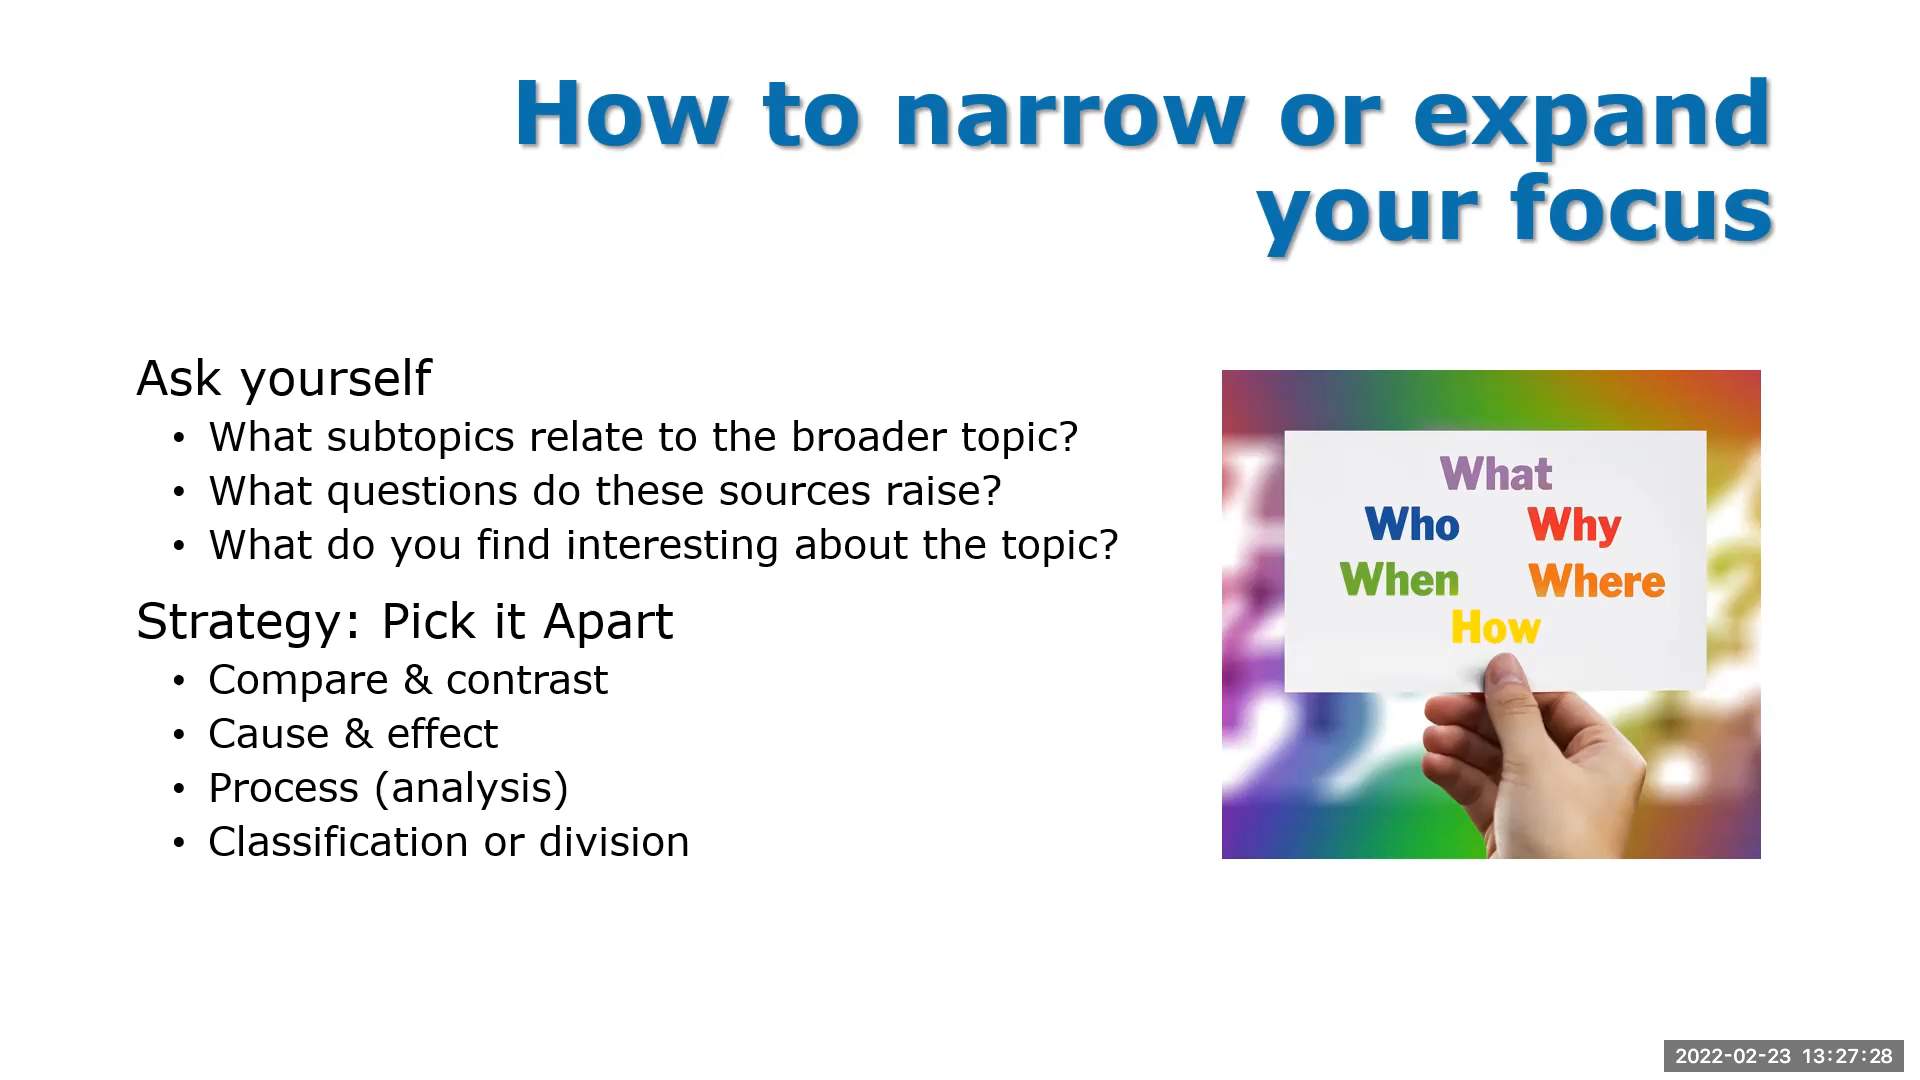 How to narrow or expand
your focus
Ask yourself
• What subtopics relate to the broader topic?
• What questions do these sources raise?
• What do you find interesting about the topic?
Strategy: Pick it Apart
• Compare & contrast
• Cause & effect
• Process (analysis)
• Classification or division
What
Who Why
When Where
How
2022-02-23 13:27:28